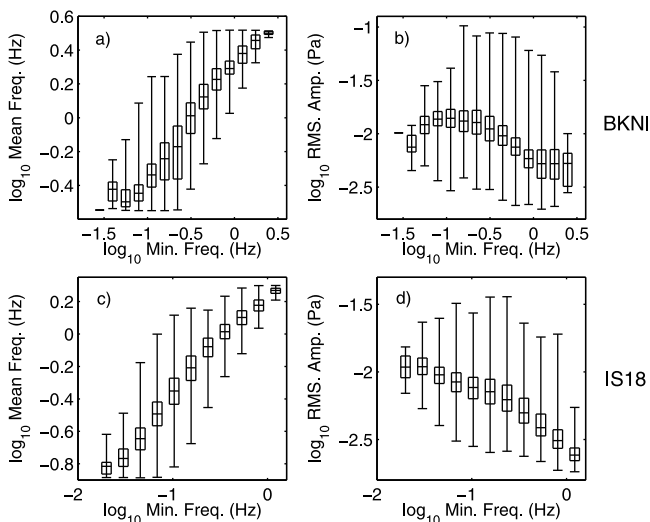 a)
0.6
0.4
0.2
0
−0.2
−0.4
log10 Mean Freq. (Hz)
−1.5
−1
−0.5
0
0.5
log10 Min. Freq. (Hz)
b)
−1
−1.5
−2
−2.5
log10 RMS. Amp. (Pa)
−1.5
−1
−0.5
0
0.5
log10 Min. Freq. (Hz)
BKNI
c)
0.2
0
−0.2
−0.4
−0.6
−0.8
log10 Mean Freq. (Hz)
−2
−1
0
log10 Min. Freq. (Hz)
d)
−1.5
−2
−2.5
log10 RMS. Amp. (Pa)
−2
−1
0
log10 Min. Freq. (Hz)
IS18